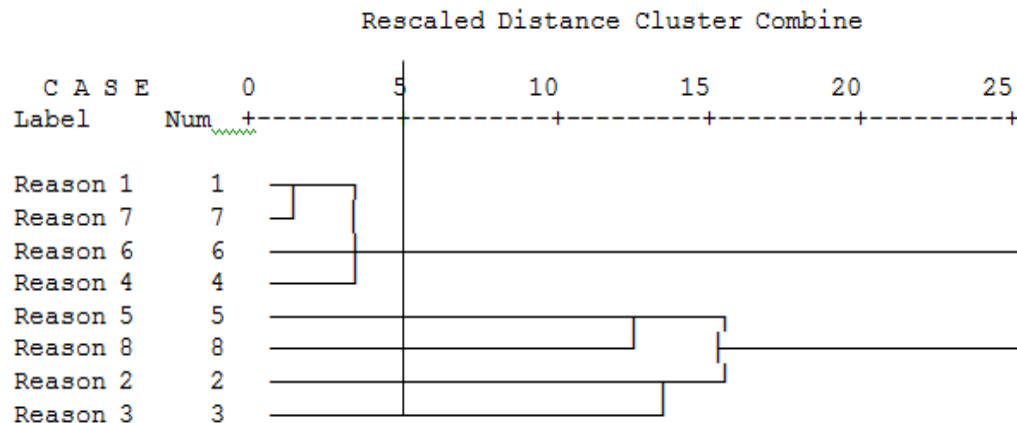 Rescaled Distance Cluster Combine
C A S E 0 5 10 15 20 25
Label Num +---------+---------+---------+---------+---------+
Reason 1 1
Reason 7 7
Reason 6 6
Reason 4 4
Reason 5 5
Reason 8 8
Reason 2 2
Reason 3 3